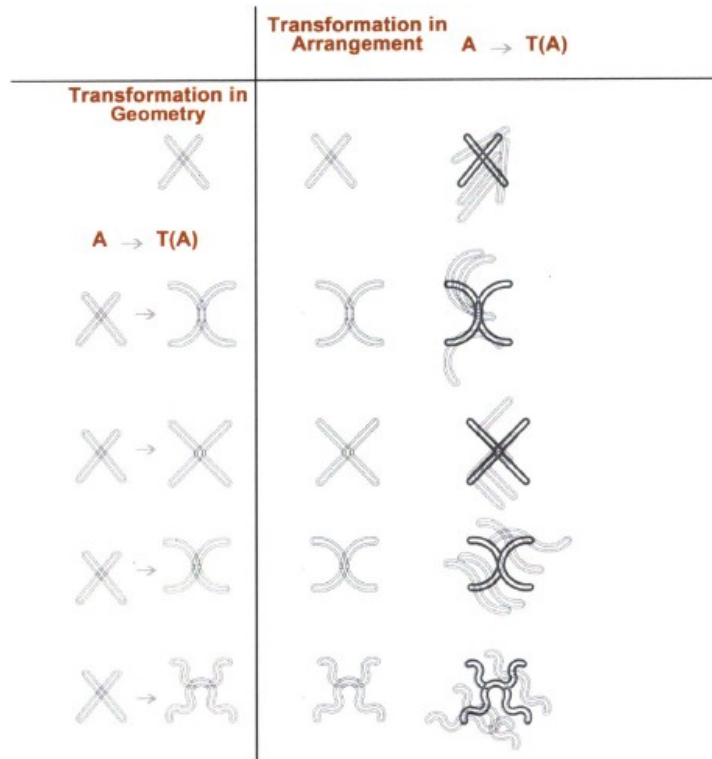 Transformation in
Arrangement A → T(A)
Transformation in
Geometry
A → T(A)